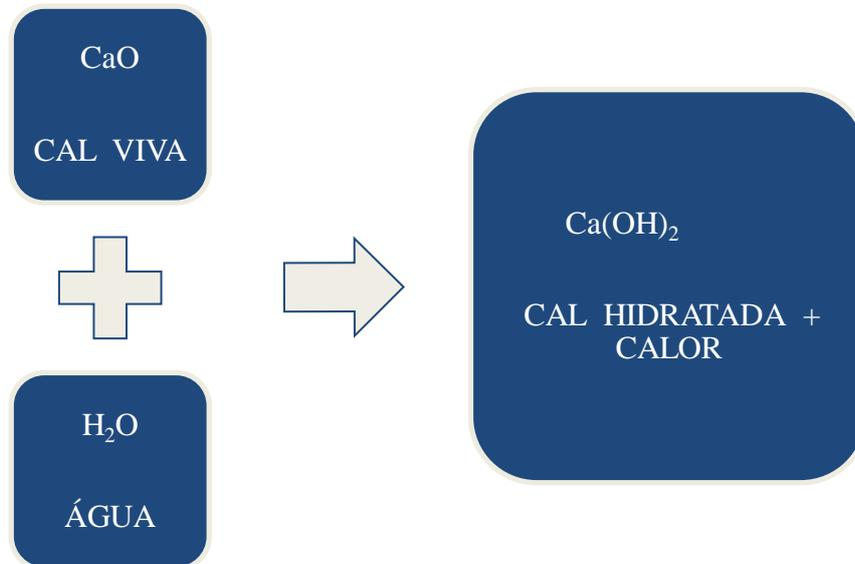 CaO
CAL VIVA
H₂O
ÁGUA
Ca(OH)₂
CAL HIDRATADA +
CALOR